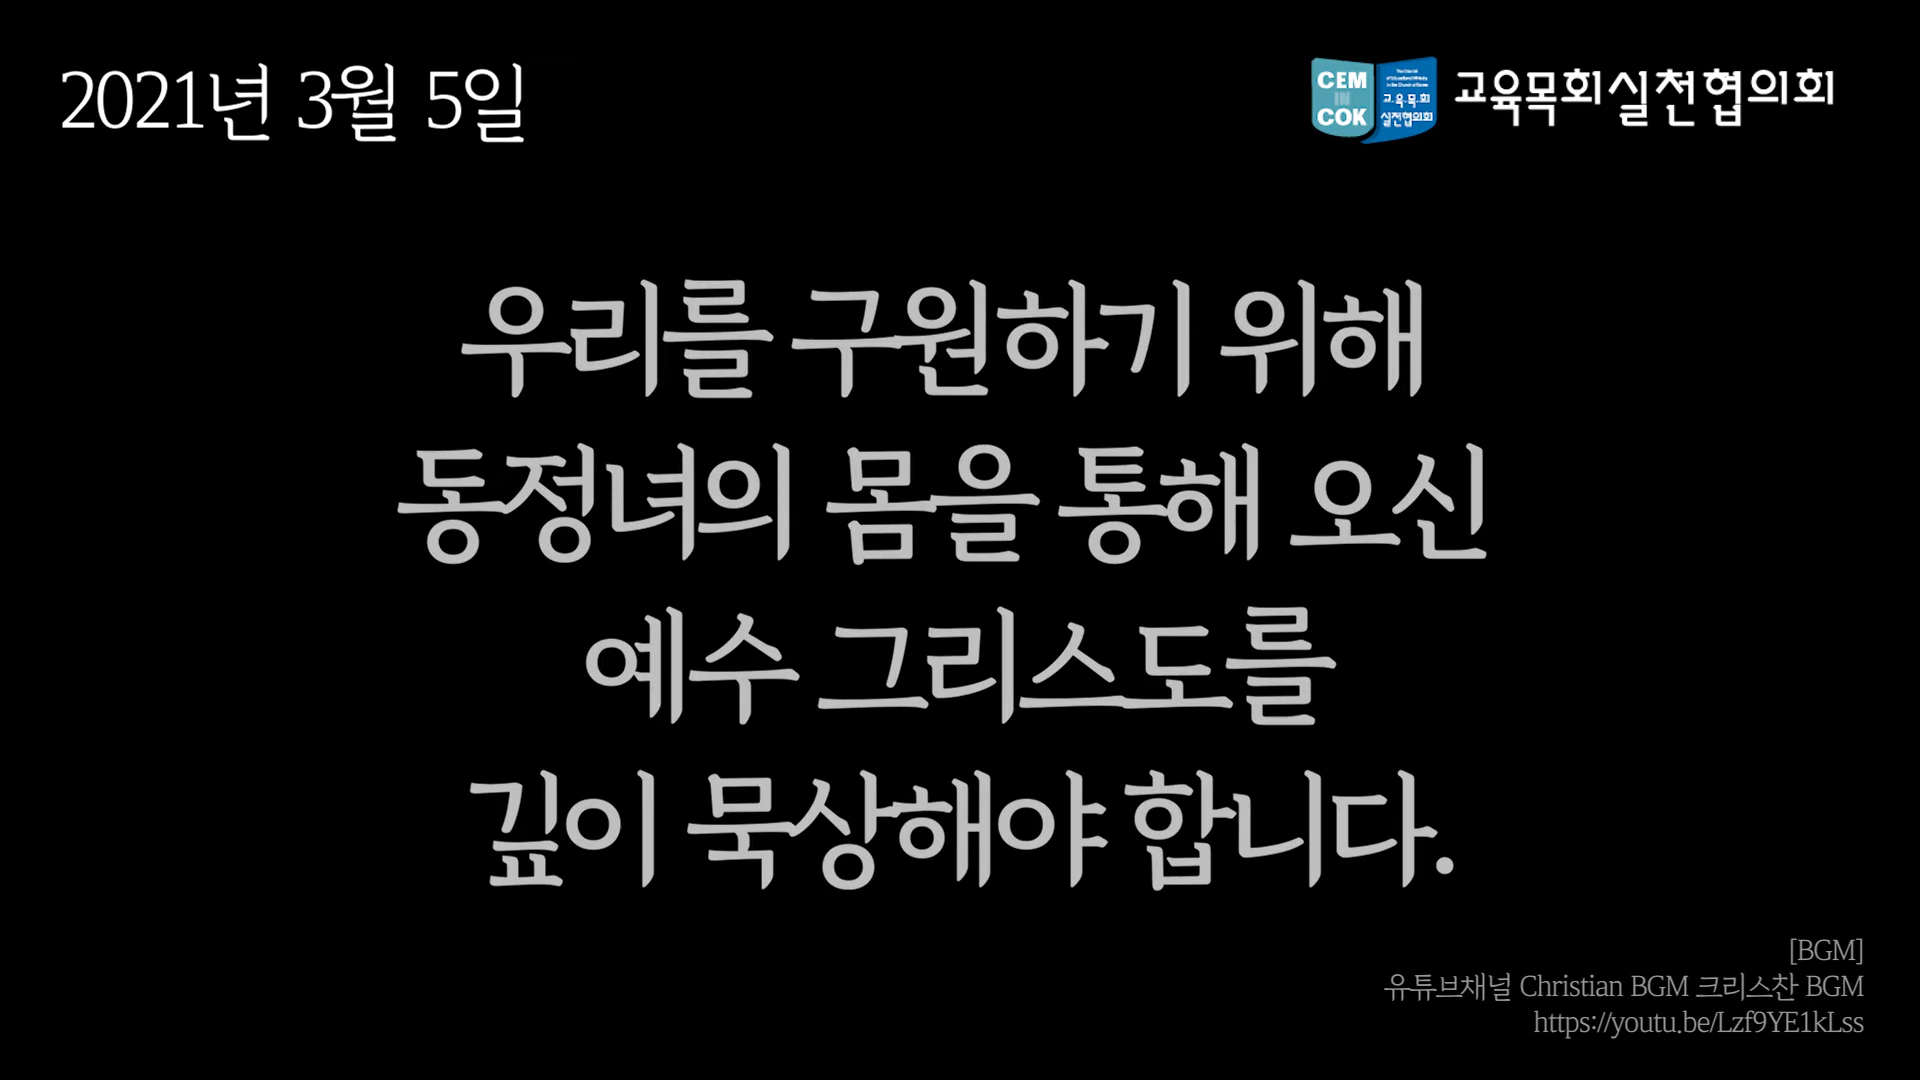 2021년 3월 5일
CEM
IN
COK
교·육·목·회
실천협의회
교육목회실천협의회
우리를 구원하기 위해
동정녀의 몸을 통해 오신
예수 그리스도를
깊이 묵상해야 합니다.
[BGM]
유튜브채널 Christian BGM 크리스찬 BGM
https://youtu.be/Lzf9YE1kLss